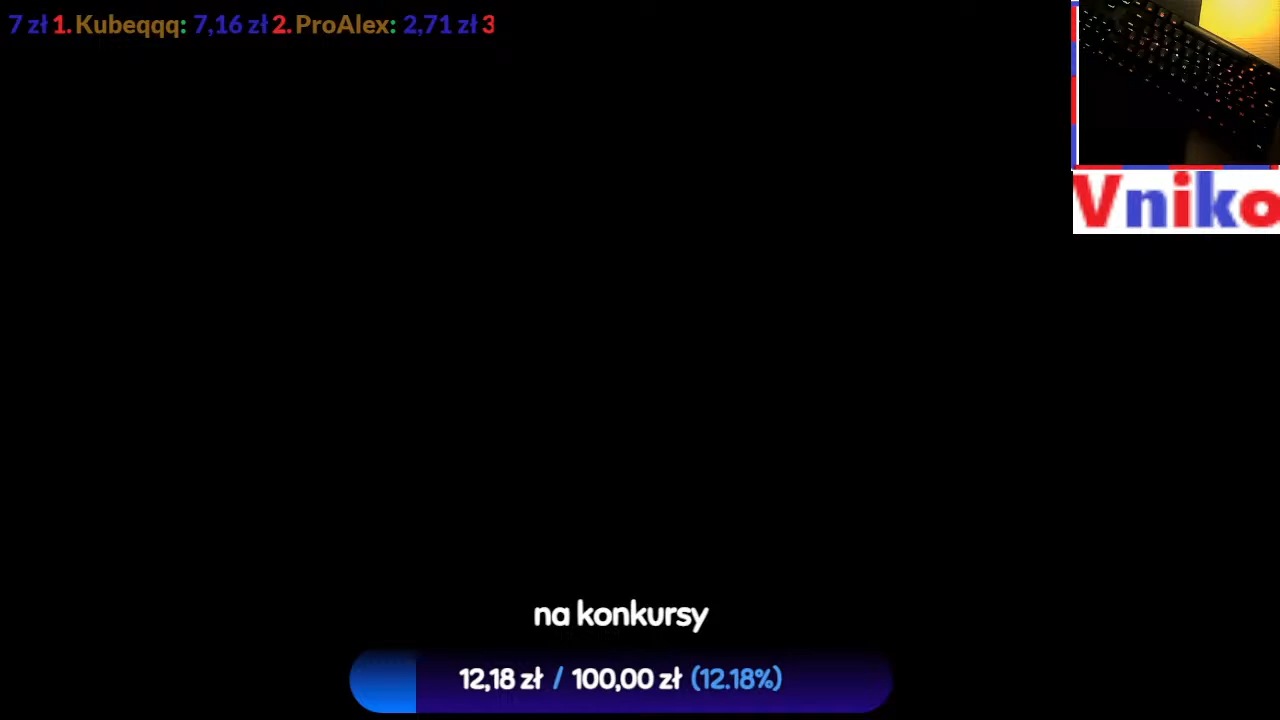 7 zł 1. Kubeqqq: 7,16 zł 2. ProAlex: 2,71 zł 3
Vniko
na konkursy
12,18 zł / 100,00 zł (12.18%)